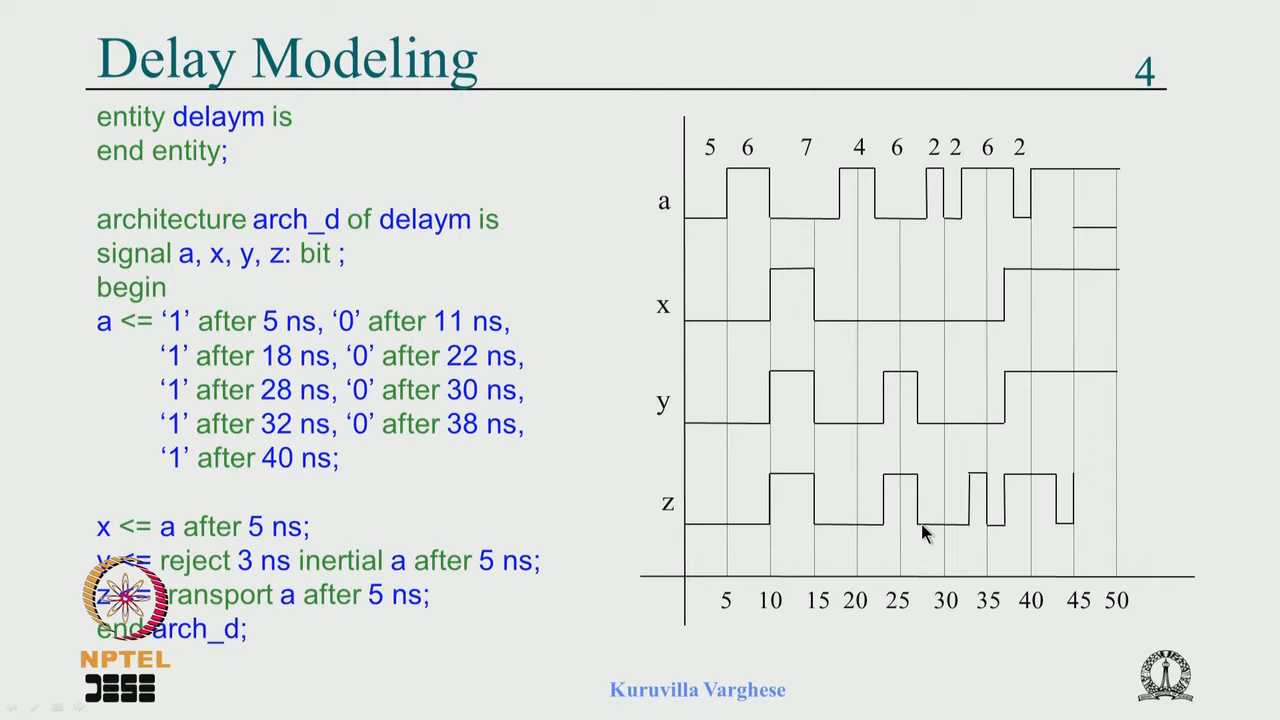 Delay Modeling
4
entity delaym is
end entity;
architecture arch_d of delaym is
signal a, x, y, z: bit ;
begin
a <= ‘1’ after 5 ns, ‘0’ after 11 ns,
‘1’ after 18 ns, ‘0’ after 22 ns,
‘1’ after 28 ns, ‘0’ after 30 ns,
‘1’ after 32 ns, ‘0’ after 38 ns,
‘1’ after 40 ns;
x <= a after 5 ns;
y <= reject 3 ns inertial a after 5 ns;
z <= transport a after 5 ns;
end arch_d;
5 6 7 4 6 2 2 6 2
a
x
y
z
5 10 15 20 25 30 35 40 45 50
NPTEL
Kuruvilla Varghese